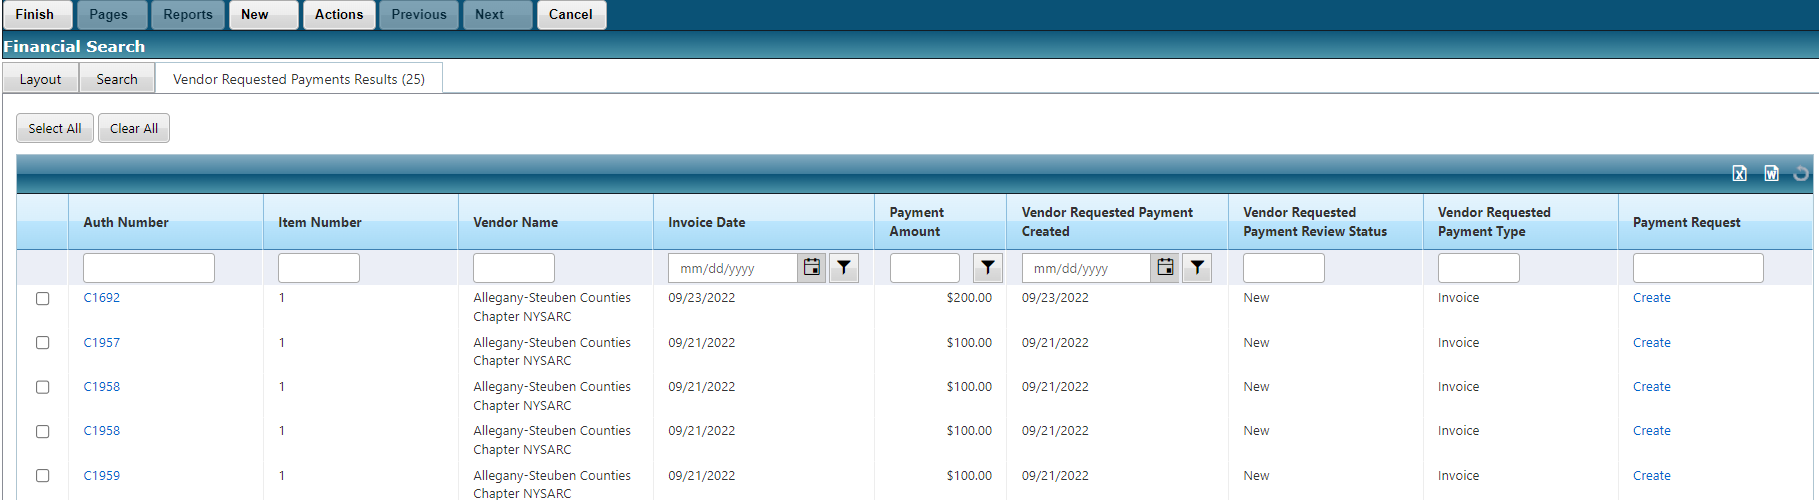 Finish Pages Reports New Actions Previous Next Cancel
Financial Search
Layout Search Vendor Requested Payments Results (25)
Select All Clear All
Auth Number Item Number Vendor Name Invoice Date Payment Amount Vendor Requested Payment Created Vendor Requested Payment Review Status Vendor Requested Payment Type Payment Request
mm/dd/yyyy mm/dd/yyyy
C1692 1 Allegany-Steuben Counties 09/23/2022 $200.00 09/23/2022 New Invoice Create
Chapter NYSARC
C1957 1 Allegany-Steuben Counties 09/21/2022 $100.00 09/21/2022 New Invoice Create
Chapter NYSARC
C1958 1 Allegany-Steuben Counties 09/21/2022 $100.00 09/21/2022 New Invoice Create
Chapter NYSARC
C1958 1 Allegany-Steuben Counties 09/21/2022 $100.00 09/21/2022 New Invoice Create
Chapter NYSARC
C1959 1 Allegany-Steuben Counties 09/21/2022 $100.00 09/21/2022 New Invoice Create
Chapter NYSARC